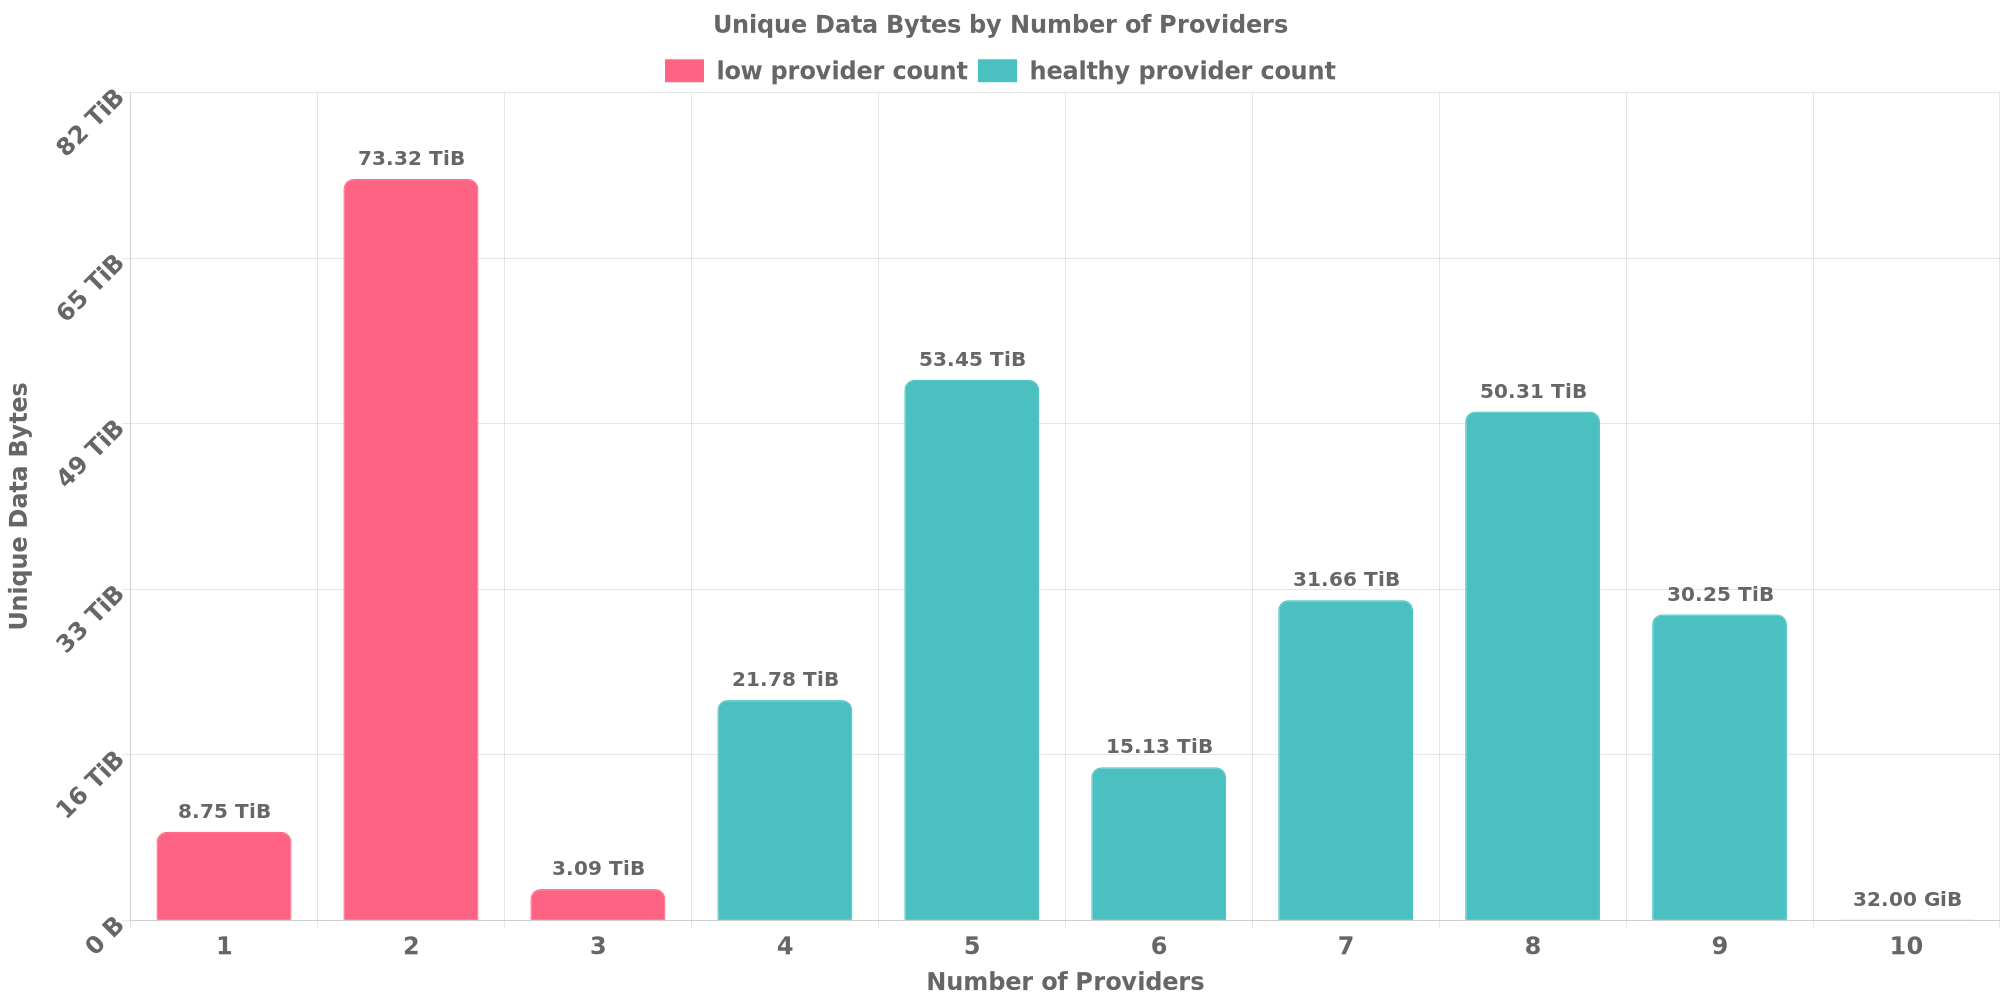 Unique Data Bytes by Number of Providers
low provider count healthy provider count
82 TiB
65 TiB
49 TiB
33 TiB
16 TiB
0 B
Unique Data Bytes
8.75 TiB
73.32 TiB
3.09 TiB
21.78 TiB
53.45 TiB
15.13 TiB
31.66 TiB
50.31 TiB
30.25 TiB
32.00 GiB
1 2 3 4 5 6 7 8 9 10
Number of Providers